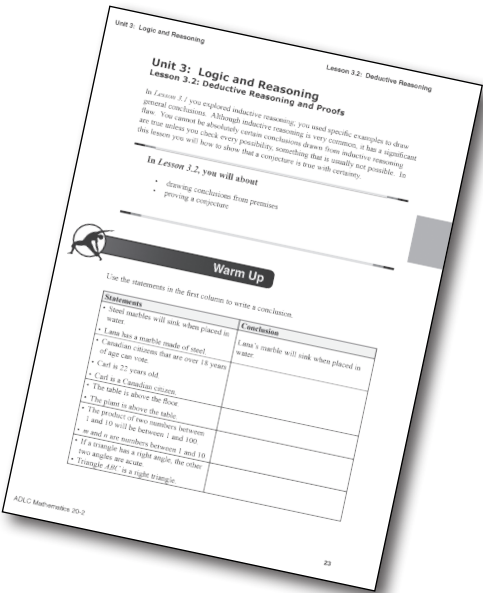 Unit 3: Logic and Reasoning
Lesson 3.2: Deductive Reasoning
Unit 3: Logic and Reasoning
Lesson 3.2: Deductive Reasoning and Proofs
In Lesson 3.1 you explored inductive reasoning; you used specific examples to draw
general conclusions. Although inductive reasoning is very common, it has a significant
flaw. You cannot be absolutely certain conclusions drawn from inductive reasoning
are true unless you check every possibility, something that is usually not possible. In
this lesson you will how to show that a conjecture is true with certainty.
In Lesson 3.2, you will about
• drawing conclusions from premises
• proving a conjecture
Warm Up
Use the statements in the first column to write a conclusion.
Statements
Conclusion
• Steel marbles will sink when placed in
water.
• Lana has a marble made of steel.
Lana's marble will sink when placed in
water.
• Canadian citizens that are over 18 years
of age can vote.
• Carl is 22 years old.
• Carl is a Canadian citizen.
• The table is above the floor.
• The plant is above the table.
• The product of two numbers between
1 and 10 will be between 1 and 100
• m and n are numbers between 1 and 10
• If a triangle has a right angle, the other
two angles are acute.
• Triangle ABC is a right triangle.
ADLC Mathematics 20-2
23